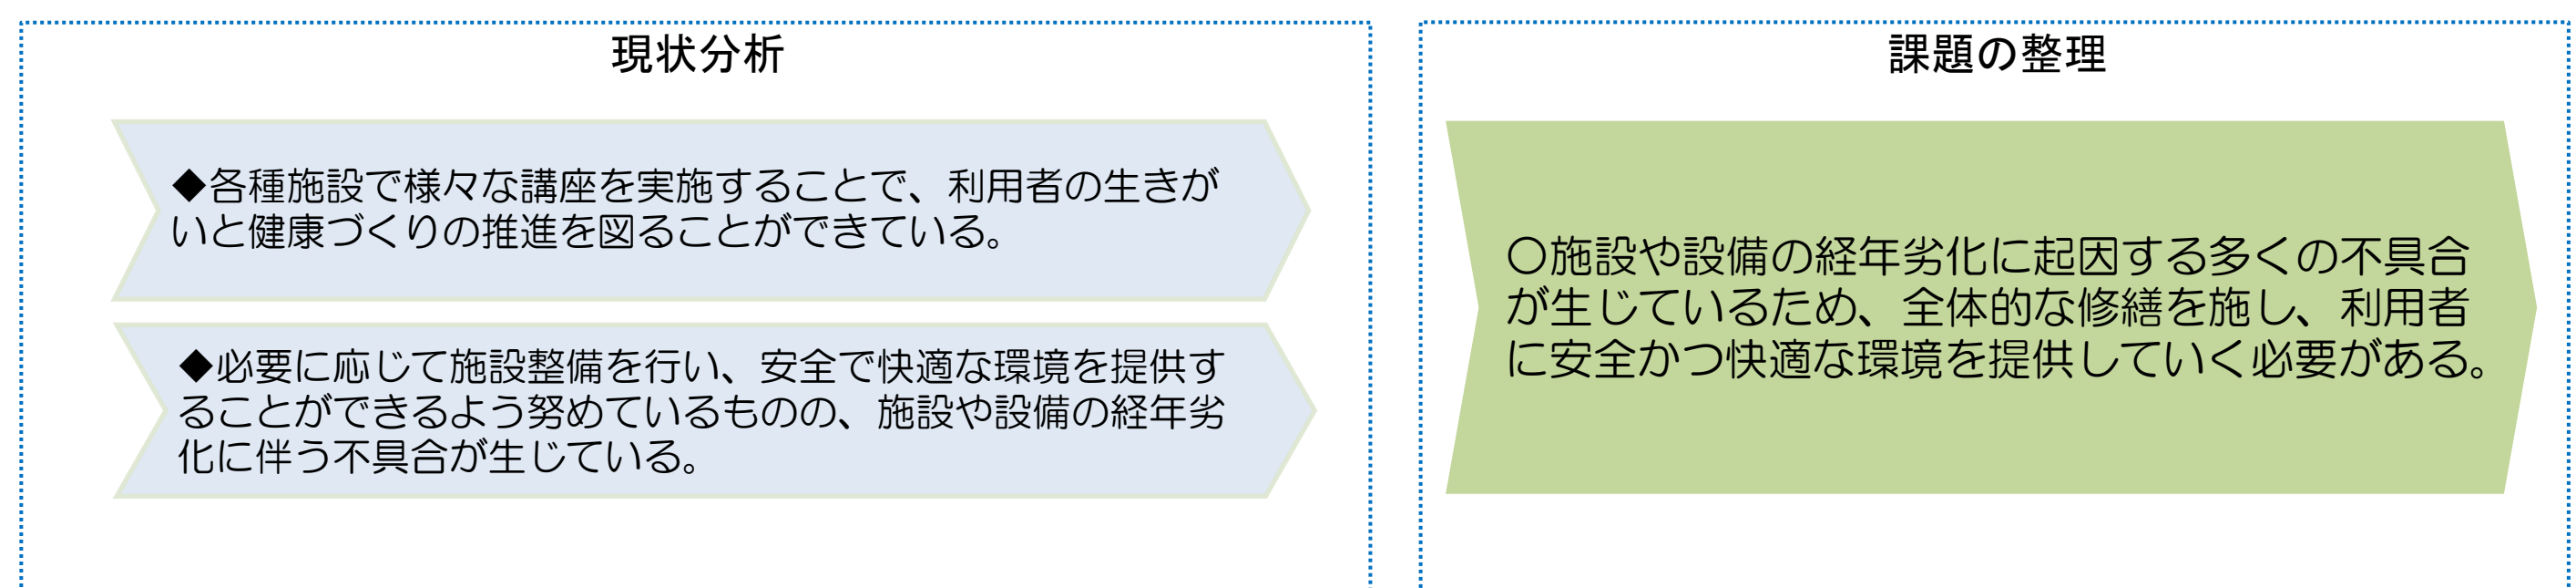 現状分析
◆各種施設で様々な講座を実施することで、利用者の生きが
いと健康づくりの推進を図ることができている。
◆必要に応じて施設整備を行い、安全で快適な環境を提供す
ることができるよう努めているものの、施設や設備の経年劣
化に伴う不具合が生じている。
課題の整理
〇施設や設備の経年劣化に起因する多くの不具合
が生じているため、全体的な修繕を施し、利用者
に安全かつ快適な環境を提供していく必要がある。